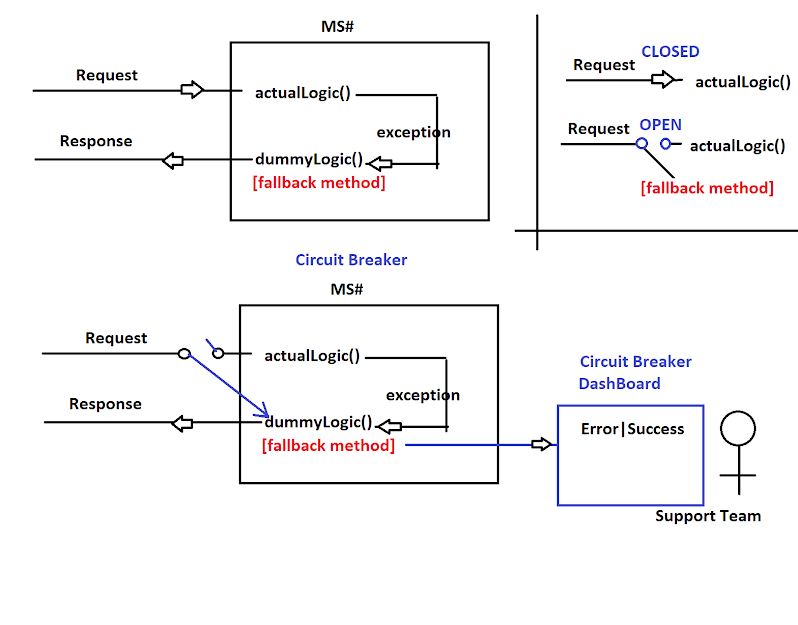 MS#
Request
actualLogic()
exception
Response
dummyLogic()
[fallback method]
CLOSED
Request
actualLogic()
OPEN
Request
actualLogic()
[fallback method]
Circuit Breaker
MS#
Request
actualLogic()
exception
Response
dummyLogic()
[fallback method]
Circuit Breaker
DashBoard
Error|Success
Support Team